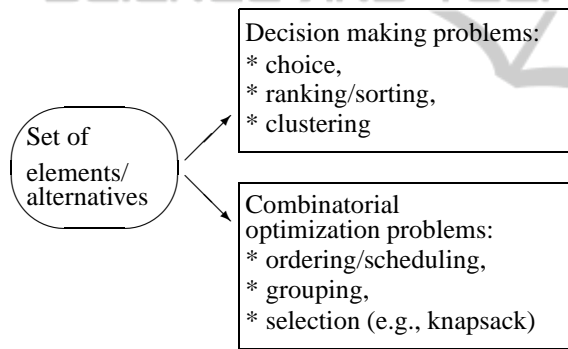 Set of
elements/
alternatives
Decision making problems:
* choice,
* ranking/sorting,
* clustering
Combinatorial
optimization problems:
* ordering/scheduling,
* grouping,
* selection (e.g., knapsack)